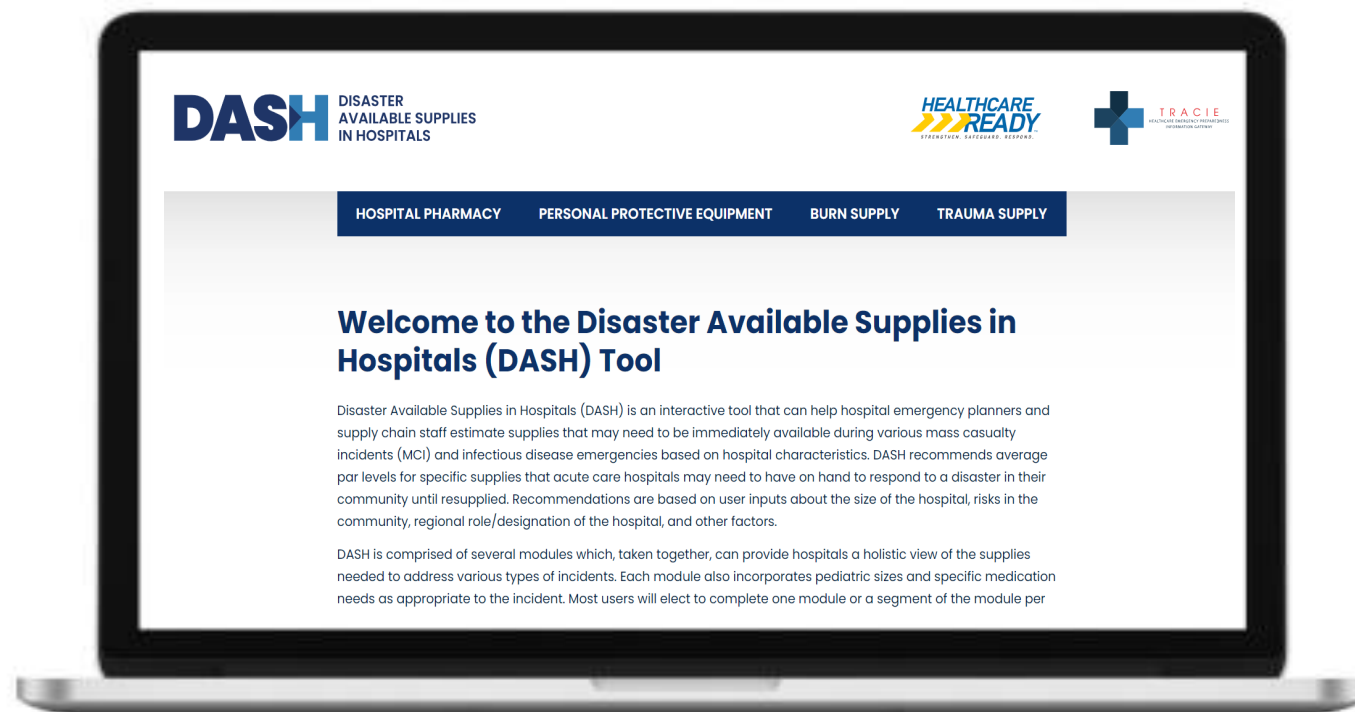 DASH
DISASTER
AVAILABLE SUPPLIES
IN HOSPITALS
HEALTHCARE
READY
STRENGTHEN. SAFEGUARD. RESPOND.
TRACIE
HEALTHCARE EMERGENCY PREPAREDNESS
INFORMATION GATEWAY
HOSPITAL PHARMACY PERSONAL PROTECTIVE EQUIPMENT BURN SUPPLY TRAUMA SUPPLY
Welcome to the Disaster Available Supplies in
Hospitals (DASH) Tool
Disaster Available Supplies in Hospitals (DASH) is an interactive tool that can help hospital emergency planners and
supply chain staff estimate supplies that may need to be immediately available during various mass casualty
incidents (MCI) and infectious disease emergencies based on hospital characteristics. DASH recommends average
par levels for specific supplies that acute care hospitals may need to have on hand to respond to a disaster in their
community until resupplied. Recommendations are based on user inputs about the size of the hospital, risks in the
community, regional role/designation of the hospital, and other factors.
DASH is comprised of several modules which, taken together, can provide hospitals a holistic view of the supplies
needed to address various types of incidents. Each module also incorporates pediatric sizes and specific medication
needs as appropriate to the incident. Most users will elect to complete one module or a segment of the module per